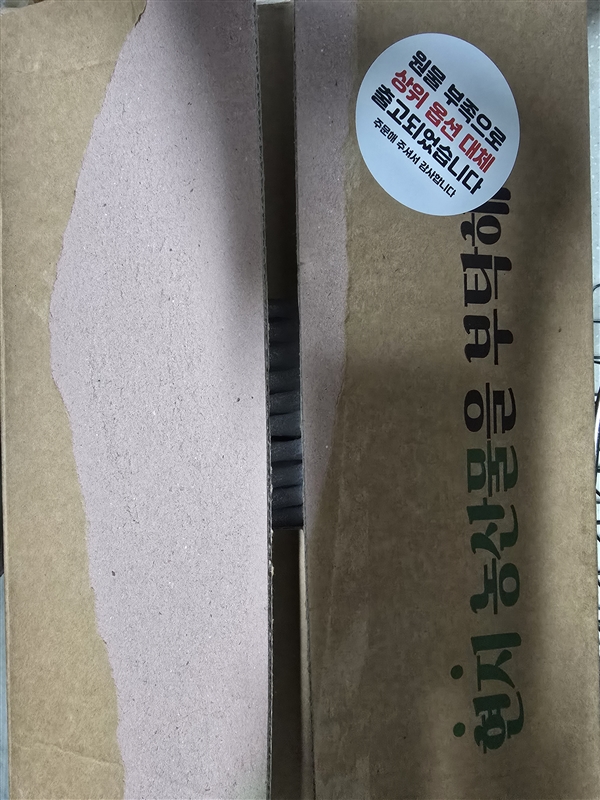 원물 부족으로
상위 옵션 대체
출고되었습니다
주문해 주셔서 감사합니다
현지 농산물을 부탁해